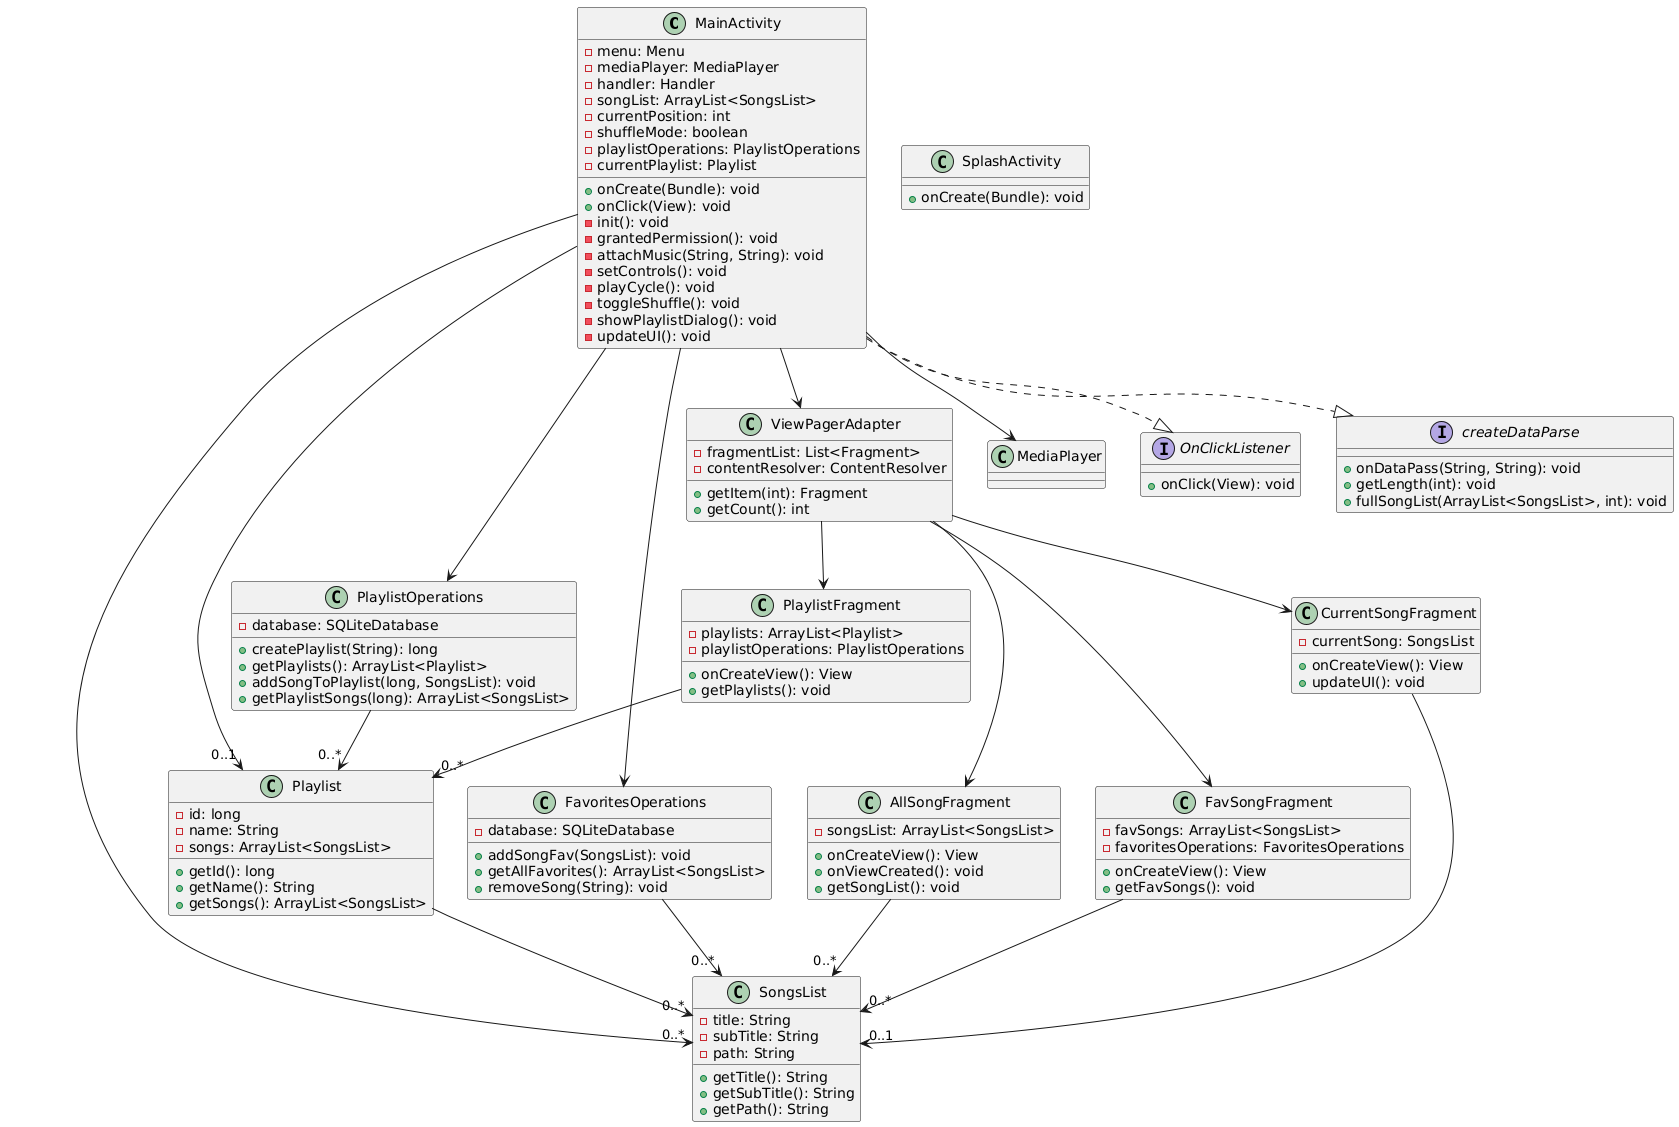 C MainActivity
menu: Menu
mediaPlayer: MediaPlayer
handler: Handler
songList: ArrayList<SongsList>
currentPosition: int
shuffleMode: boolean
playlistOperations: PlaylistOperations
currentPlaylist: Playlist
onCreate(Bundle): void
onClick(View): void
init(): void
grantedPermission(): void
attachMusic(String, String): void
setControls(): void
playCycle(): void
toggleShuffle(): void
showPlaylistDialog(): void
updateUI(): void
C SplashActivity
onCreate(Bundle): void
C ViewPagerAdapter
fragmentList: List<Fragment>
contentResolver: ContentResolver
getItem(int): Fragment
getCount(): int
C MediaPlayer
I OnClickListener
onClick(View): void
I createDataParse
onDataPass(String, String): void
getLength(int): void
fullSongList(ArrayList<SongsList>, int): void
C PlaylistOperations
database: SQLiteDatabase
createPlaylist(String): long
getPlaylists(): ArrayList<Playlist>
addSongToPlaylist(long, SongsList): void
getPlaylistSongs(long): ArrayList<SongsList>
C PlaylistFragment
playlists: ArrayList<Playlist>
playlistOperations: PlaylistOperations
onCreateView(): View
getPlaylists(): void
C CurrentSongFragment
currentSong: SongsList
onCreateView(): View
updateUI(): void
0..1
0..*
0..*
C Playlist
id: long
name: String
songs: ArrayList<SongsList>
getId(): long
getName(): String
getSongs(): ArrayList<SongsList>
C FavoritesOperations
database: SQLiteDatabase
addSongFav(SongsList): void
getAllFavorites(): ArrayList<SongsList>
removeSong(String): void
C AllSongFragment
songsList: ArrayList<SongsList>
onCreateView(): View
onViewCreated(): void
getSongList(): void
C FavSongFragment
favSongs: ArrayList<SongsList>
favoritesOperations: FavoritesOperations
onCreateView(): View
getFavSongs(): void
0..*
0..*
0..*
0..*
0..*
0..1
C SongsList
title: String
subTitle: String
path: String
getTitle(): String
getSubTitle(): String
getPath(): String